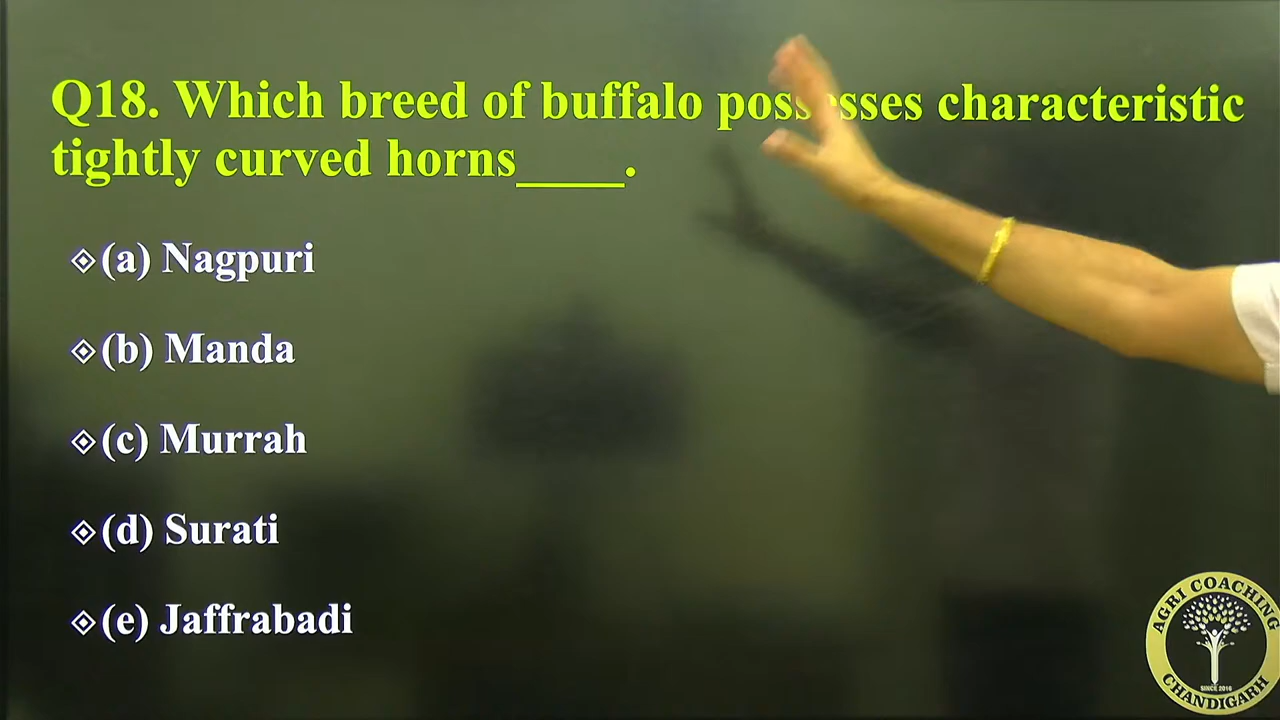 Q18. Which breed of buffalo possesses characteristic
tightly curved horns____.
(a) Nagpuri
(b) Manda
(c) Murrah
(d) Surati
(e) Jaffrabadi
AGRI COACHING
SINCE 2016
CHANDIGARH